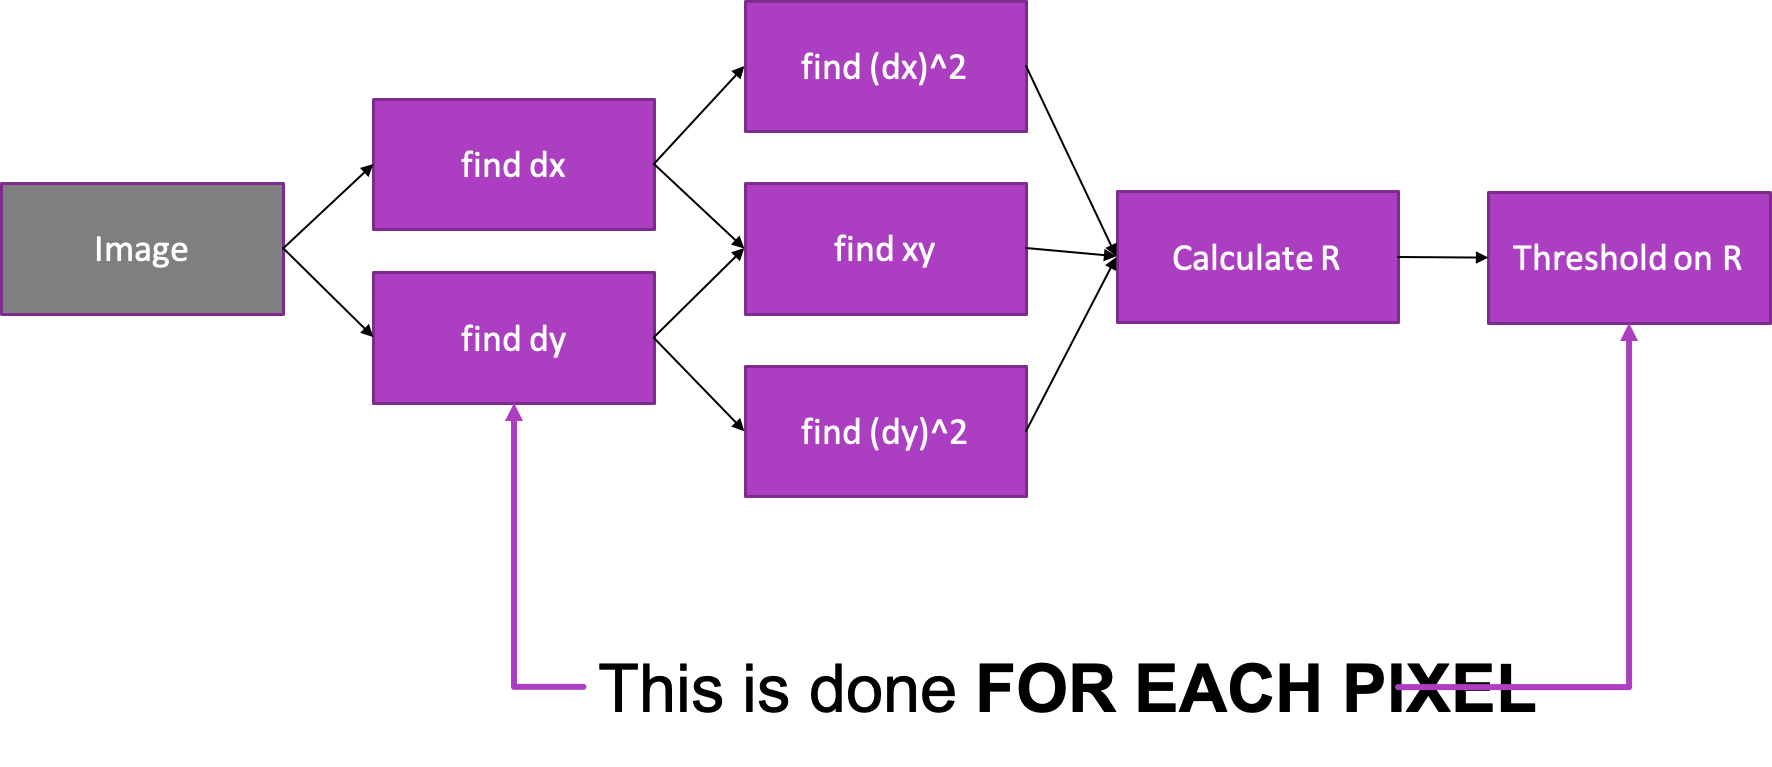 Image
find dx
find dy
find (dx)^2
find xy
find (dy)^2
Calculate R
Threshold on R
This is done FOR EACH PIXEL